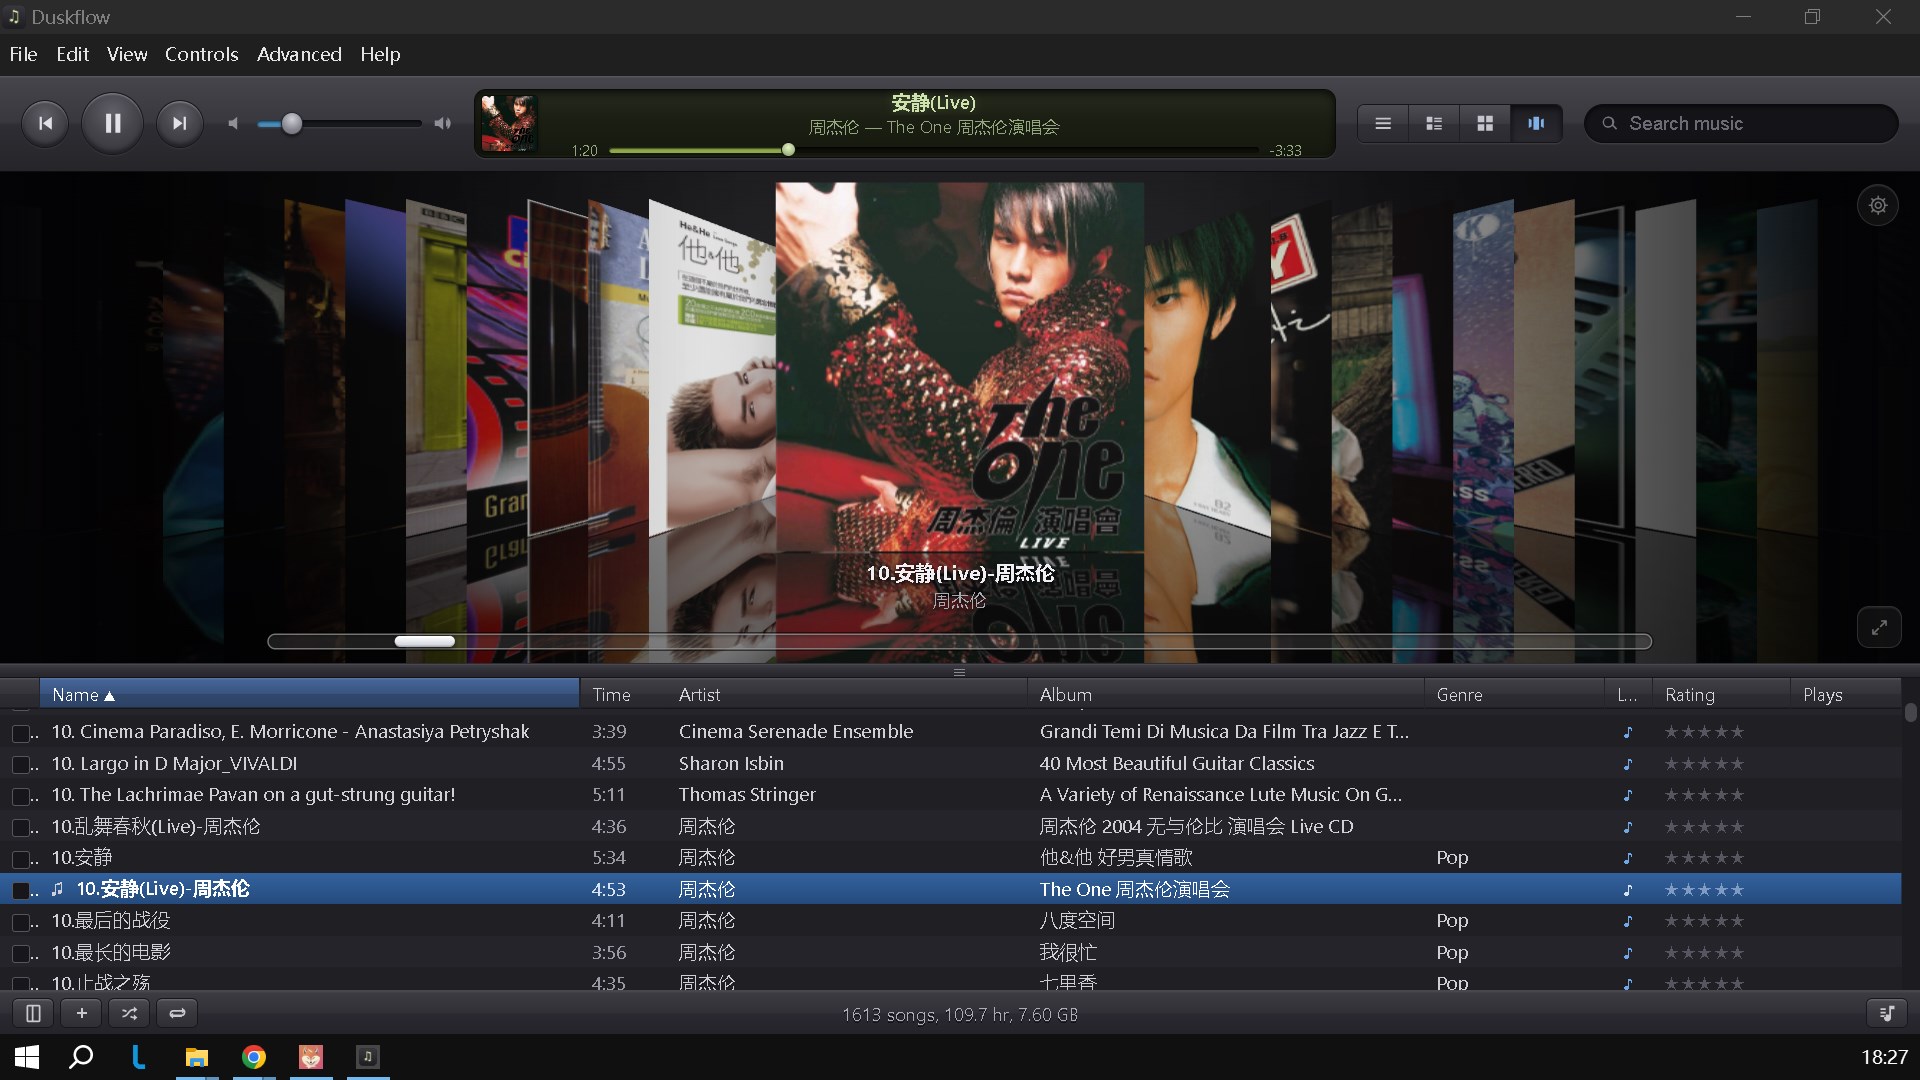 Duskflow
File Edit View Controls Advanced Help
安静(Live)
周杰伦 — The One 周杰伦演唱会
1:20
-3:33
Search music
He&He Love Songs
他&他
Gran
The One
周杰倫 演唱會
LIVE
10.安静(Live)-周杰伦
周杰伦
Name ▲ Time Artist Album Genre L... Rating Plays
10. Cinema Paradiso, E. Morricone - Anastasiya Petryshak 3:39 Cinema Serenade Ensemble Grandi Temi Di Musica Da Film Tra Jazz E T...
10. Largo in D Major_VIVALDI 4:55 Sharon Isbin 40 Most Beautiful Guitar Classics
10. The Lachrimae Pavan on a gut-strung guitar! 5:11 Thomas Stringer A Variety of Renaissance Lute Music On G...
10.乱舞春秋(Live)-周杰伦 4:36 周杰伦 周杰伦 2004 无与伦比 演唱会 Live CD
10.安静 5:34 周杰伦 他&他 好男真情歌 Pop
10.安静(Live)-周杰伦 4:53 周杰伦 The One 周杰伦演唱会
10.最后的战役 4:11 周杰伦 八度空间 Pop
10.最长的电影 3:56 周杰伦 我很忙 Pop
10.止战之殇 4:35 周杰伦 七里香 Pop
1613 songs, 109.7 hr, 7.60 GB
18:27